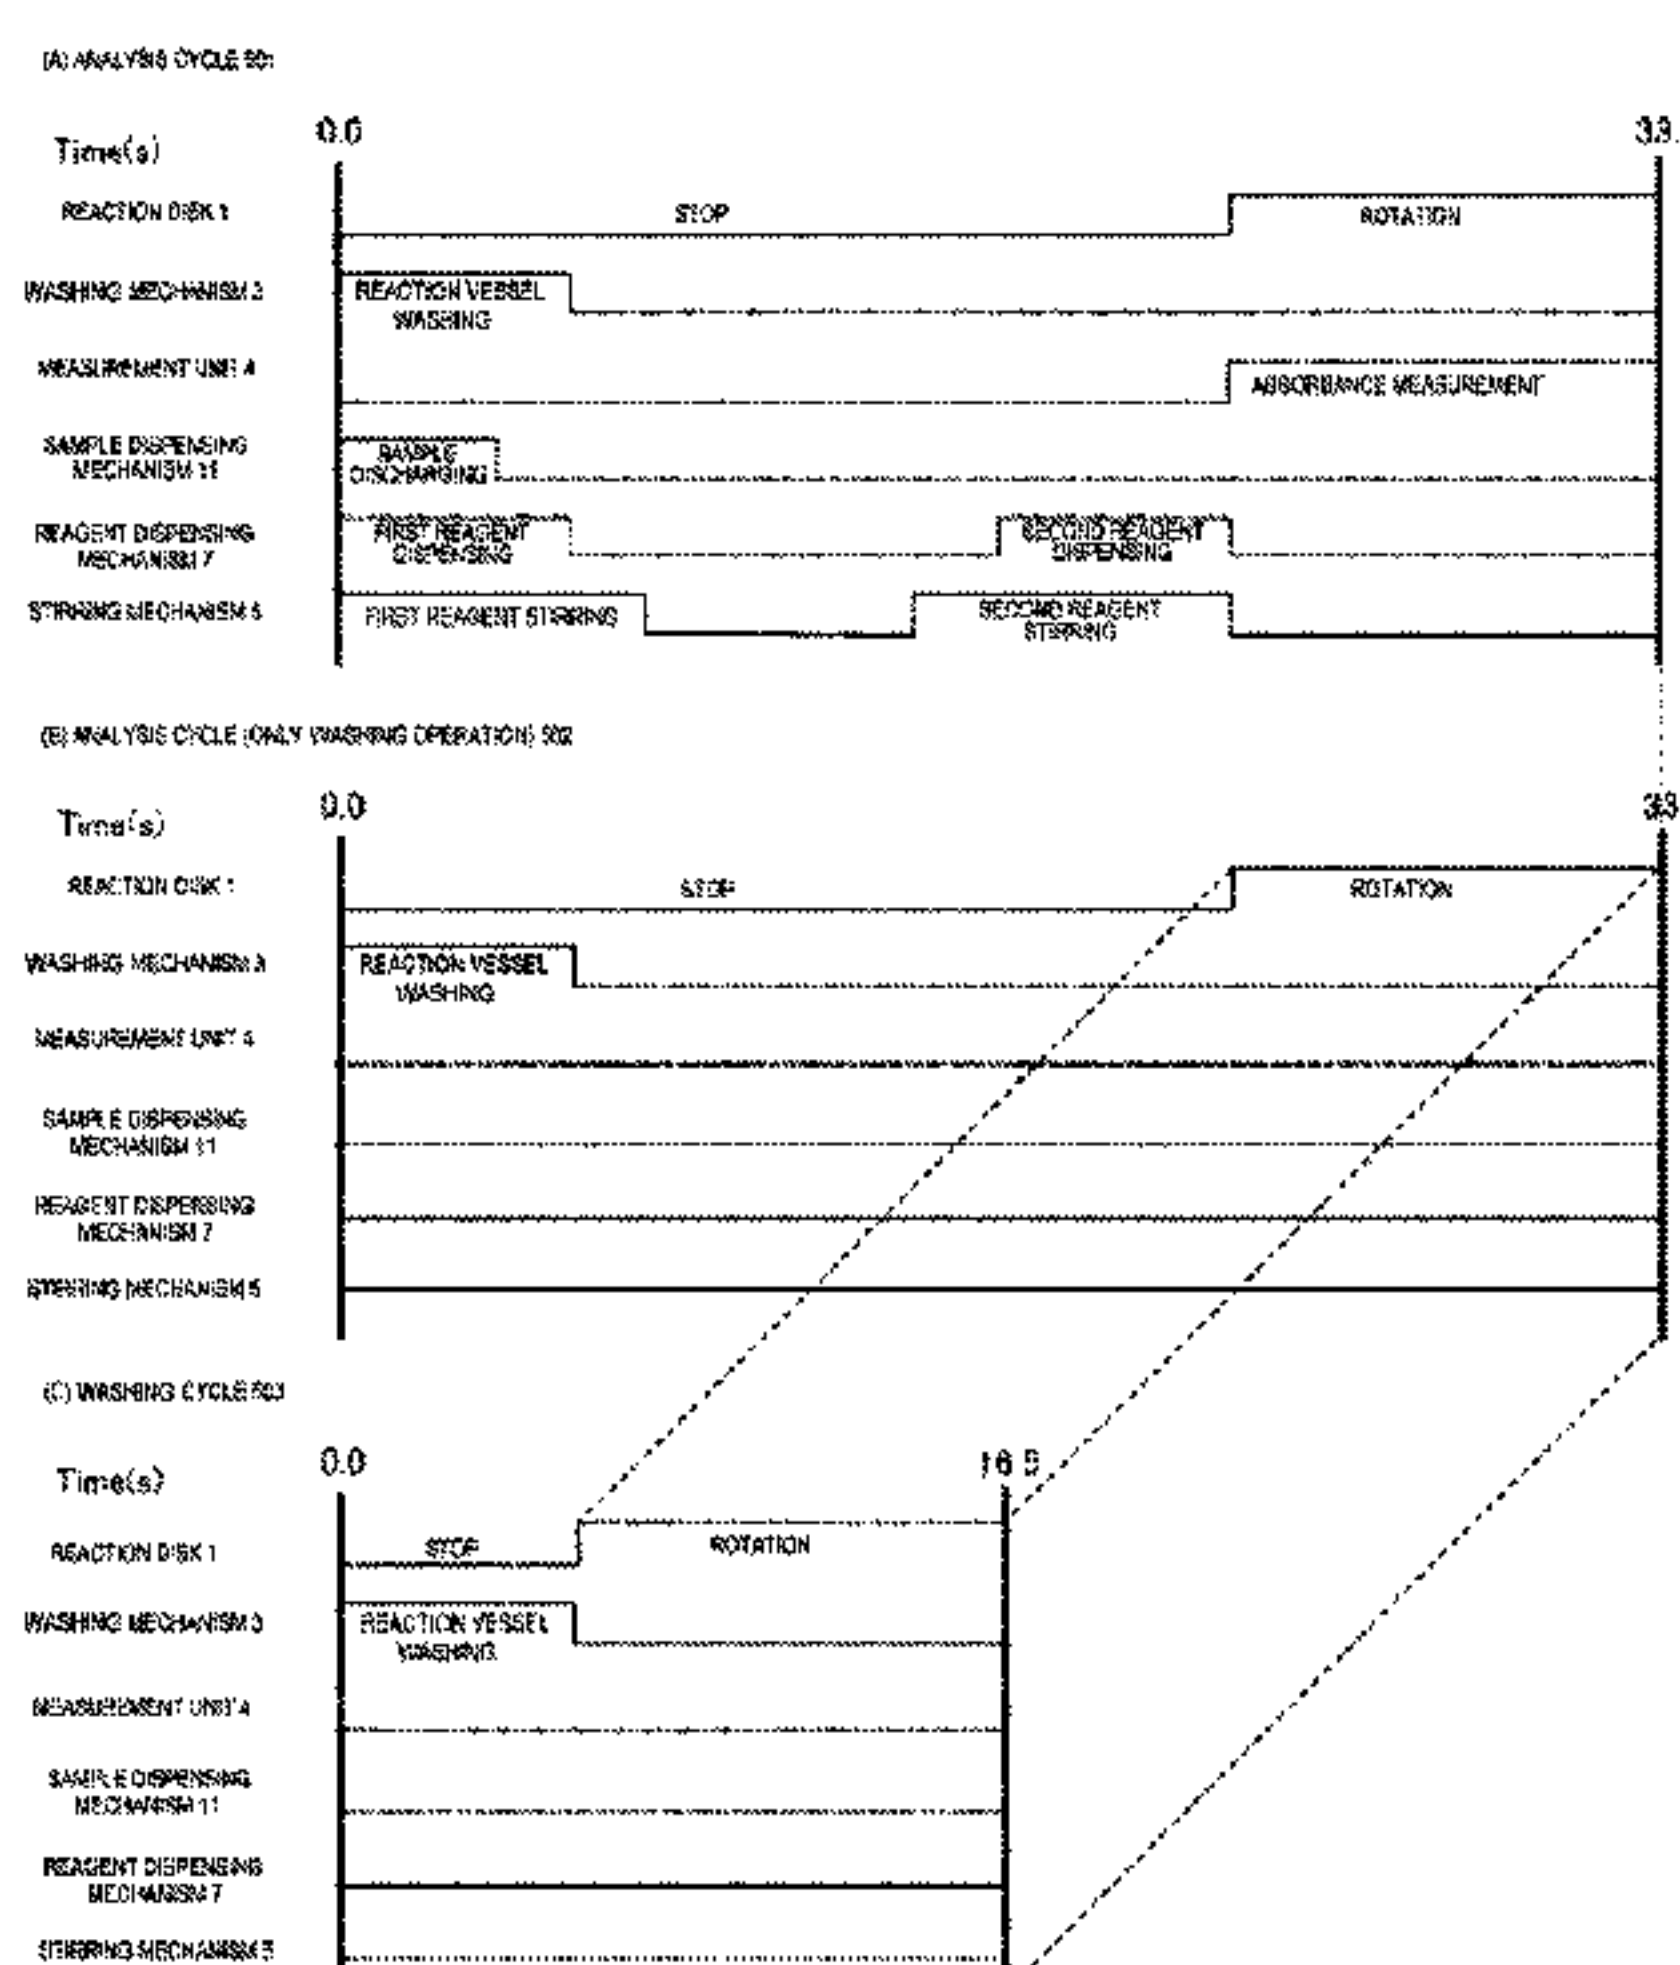 (A) ANALYSIS CYCLE 501
0.0
33.
Time(s)
REACTION DISK 1
STOP
ROTATION
WASHING MECHANISM 3
REACTION VESSEL
WASHING
MEASUREMENT UNIT 4
ABSORBANCE MEASUREMENT
SAMPLE DISPENSING
MECHANISM 11
SAMPLE
DISCHARGING
REAGENT DISPENSING
MECHANISM 7
FIRST REAGENT
DISPENSING
SECOND REAGENT
DISPENSING
STIRRING MECHANISM 5
FIRST REAGENT STIRRING
SECOND REAGENT
STIRRING
(B) ANALYSIS CYCLE (ONLY WASHING OPERATION) 502
0.0
33
Time(s)
REACTION DISK 1
STOP
ROTATION
WASHING MECHANISM 3
REACTION VESSEL
WASHING
MEASUREMENT UNIT 4
SAMPLE DISPENSING
MECHANISM 11
REAGENT DISPENSING
MECHANISM 7
STIRRING MECHANISM 5
(C) WASHING CYCLE 503
0.0
Time(s)
REACTION DISK 1
STOP
ROTATION
WASHING MECHANISM 3
REACTION VESSEL
WASHING
MEASUREMENT UNIT 4
SAMPLE DISPENSING
MECHANISM 11
REAGENT DISPENSING
MECHANISM 7
STIRRING MECHANISM 5